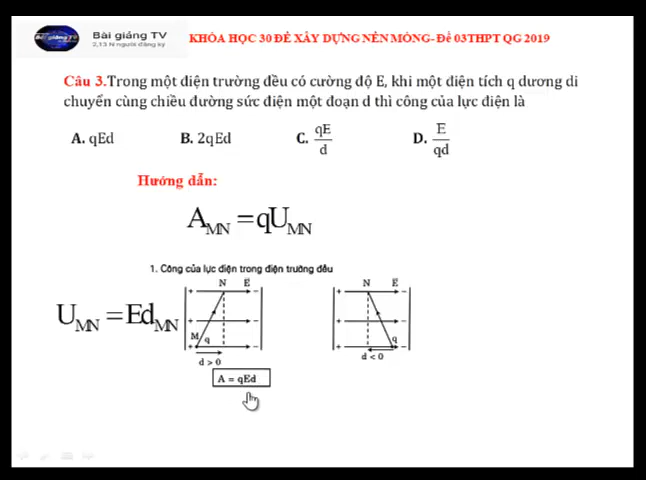 Bài giảng TV
2,13 N người đăng ký
KHÓA HỌC 30 ĐỀ XÂY DỰNG NỀN MÓNG- Đề 03THPT QG 2019
Câu 3.Trong một điện trường đều có cường độ E, khi một điện tích q dương di
chuyển cùng chiều đường sức điện một đoạn d thì công của lực điện là
A. qEd B. 2qEd C. qE/d D. E/qd
Hướng dẫn:
A_MN = qU_MN
1. Công của lực điện trong điện trường đều
U_MN = Ed_MN
N E
+ -
+ -
M q
+ -
d > 0
A = qEd
N E
+ -
+ -
q
+ -
d < 0